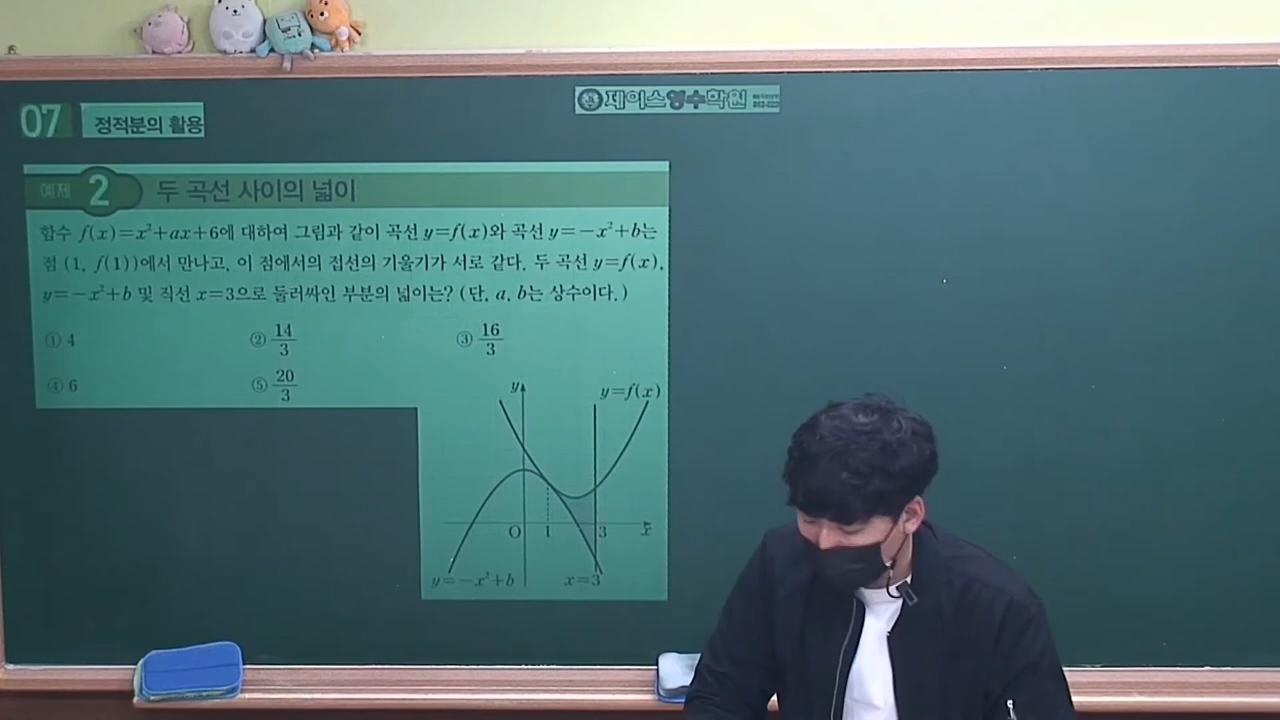 07 정적분의 활용
제이스영수학원
예제 2 두 곡선 사이의 넓이
함수 f(x)=x²+ax+6에 대하여 그림과 같이 곡선 y=f(x)와 곡선 y=-x²+b는
점 (1, f(1))에서 만나고, 이 점에서의 접선의 기울기가 서로 같다. 두 곡선 y=f(x),
y=-x²+b 및 직선 x=3으로 둘러싸인 부분의 넓이는? (단, a, b는 상수이다.)
① 4 ② 14/3 ③ 16/3
④ 6 ⑤ 20/3
y y=f(x)
O 1 3 x
y=-x²+b x=3